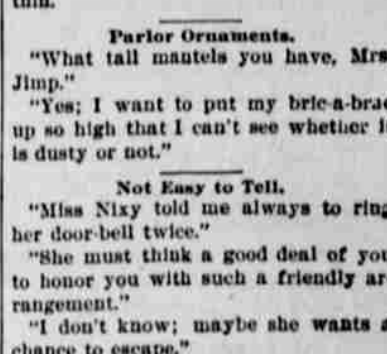 thin.
Parlor Ornaments.
"What tall mantels you have, Mrs
Jimp."
"Yes; I want to put my bric-a-brac
up so high that I can't see whether i
is dusty or not."
Not Easy to Tell.
"Miss Nixy told me always to ring
her door-bell twice."
"She must think a good deal of you
to honor you with such a friendly ar
rangement."
"I don't know; maybe she wants a
chance to escape."